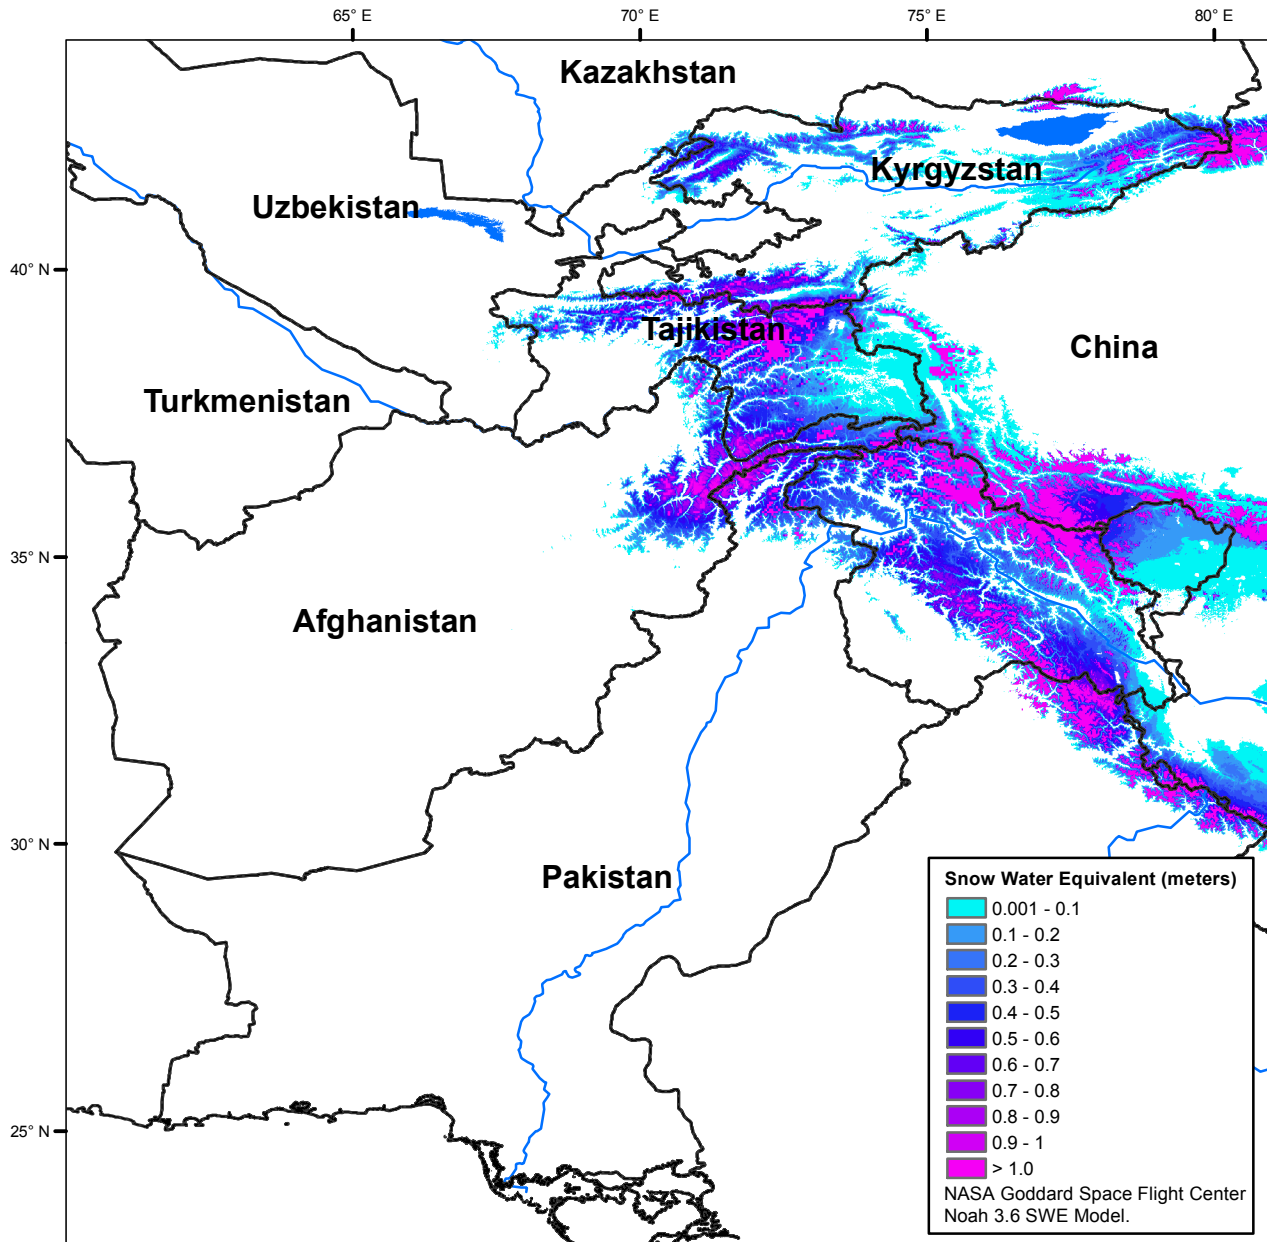 65° E 70° E 75° E 80° E
Kazakhstan
Kyrgyzstan
Uzbekistan
40° N
Tajikistan
China
Turkmenistan
35° N
Afghanistan
30° N
Pakistan
25° N
Snow Water Equivalent (meters)
0.001 - 0.1
0.1 - 0.2
0.2 - 0.3
0.3 - 0.4
0.4 - 0.5
0.5 - 0.6
0.6 - 0.7
0.7 - 0.8
0.8 - 0.9
0.9 - 1
> 1.0
NASA Goddard Space Flight Center
Noah 3.6 SWE Model.